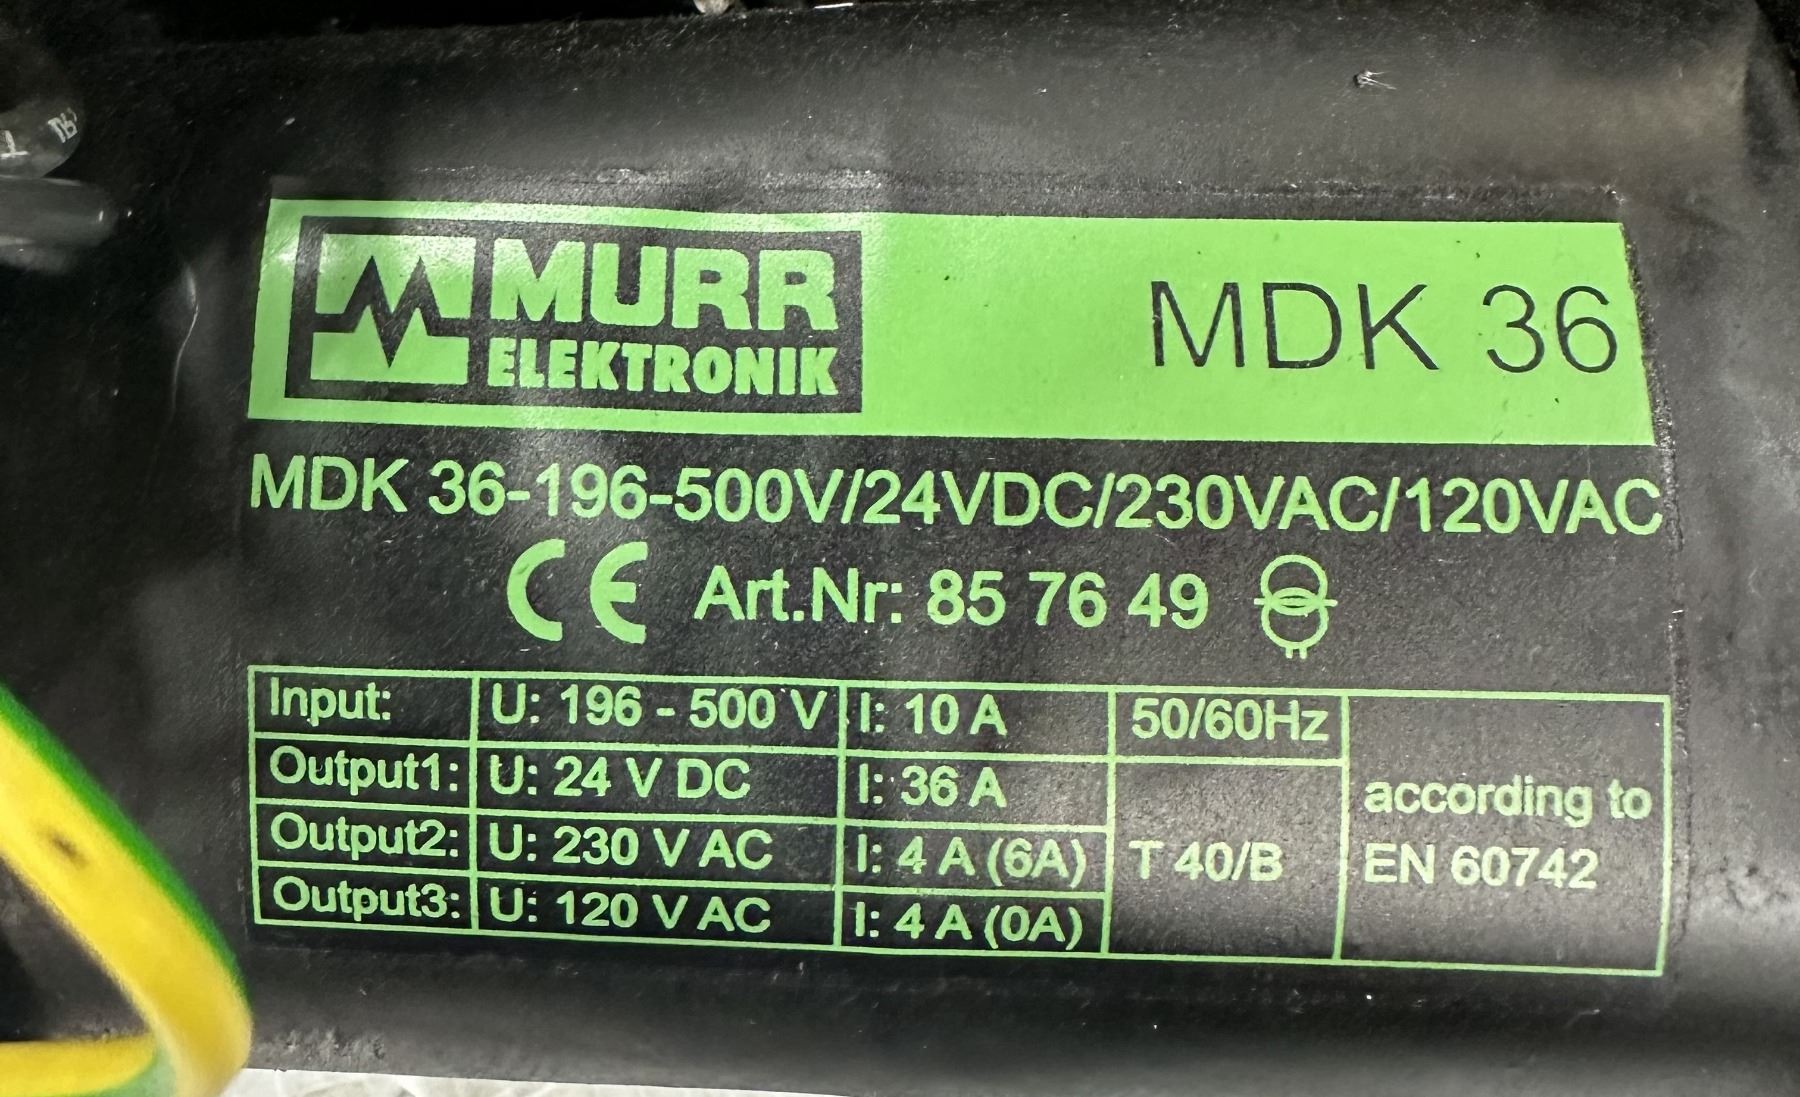 MURR
ELEKTRONIK
MDK 36
MDK 36-196-500V/24VDC/230VAC/120VAC
CE Art.Nr: 85 76 49
Input: U: 196 - 500 V I: 10 A 50/60Hz
Output1: U: 24 V DC I: 36 A
Output2: U: 230 V AC I: 4 A (6A)
Output3: U: 120 V AC I: 4 A (0A)
T 40/B
according to
EN 60742